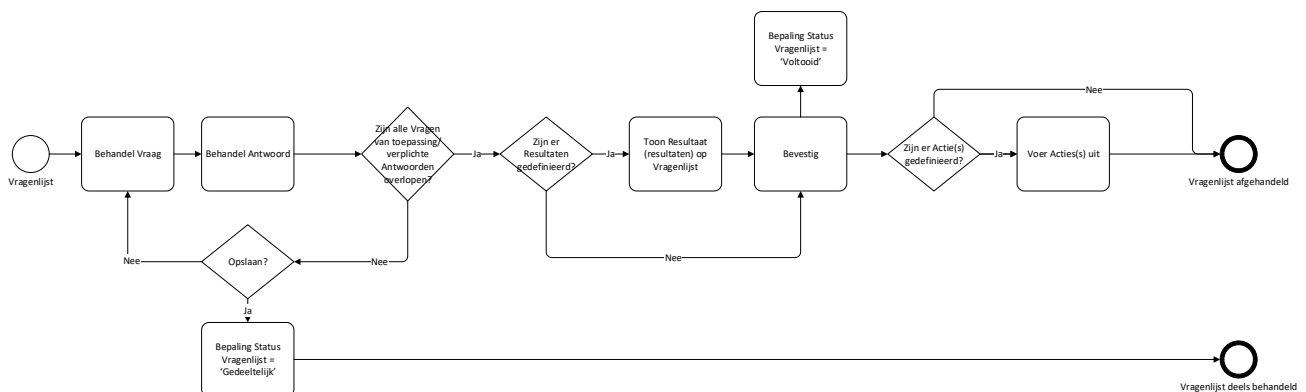 Bepaling Status
Vragenlijst =
‘Voltooid’
Nee
Vragenlijst
Behandel Vraag
Behandel Antwoord
Zijn alle Vragen
van toepassing/
verplichte
Antwoorden
overlopen?
Ja
Zijn er
Resultaten
gedefinieerd?
Ja
Toon Resultaat
(resultaten) op
Vragenlijst
Bevestig
Zijn er Actie(s)
gedefinieerd?
Ja
Voer Acties(s) uit
Vragenlijst afgehandeld
Nee
Opslaan?
Nee
Nee
Ja
Bepaling Status
Vragenlijst =
‘Gedeeltelijk’
Vragenlijst deels behandeld